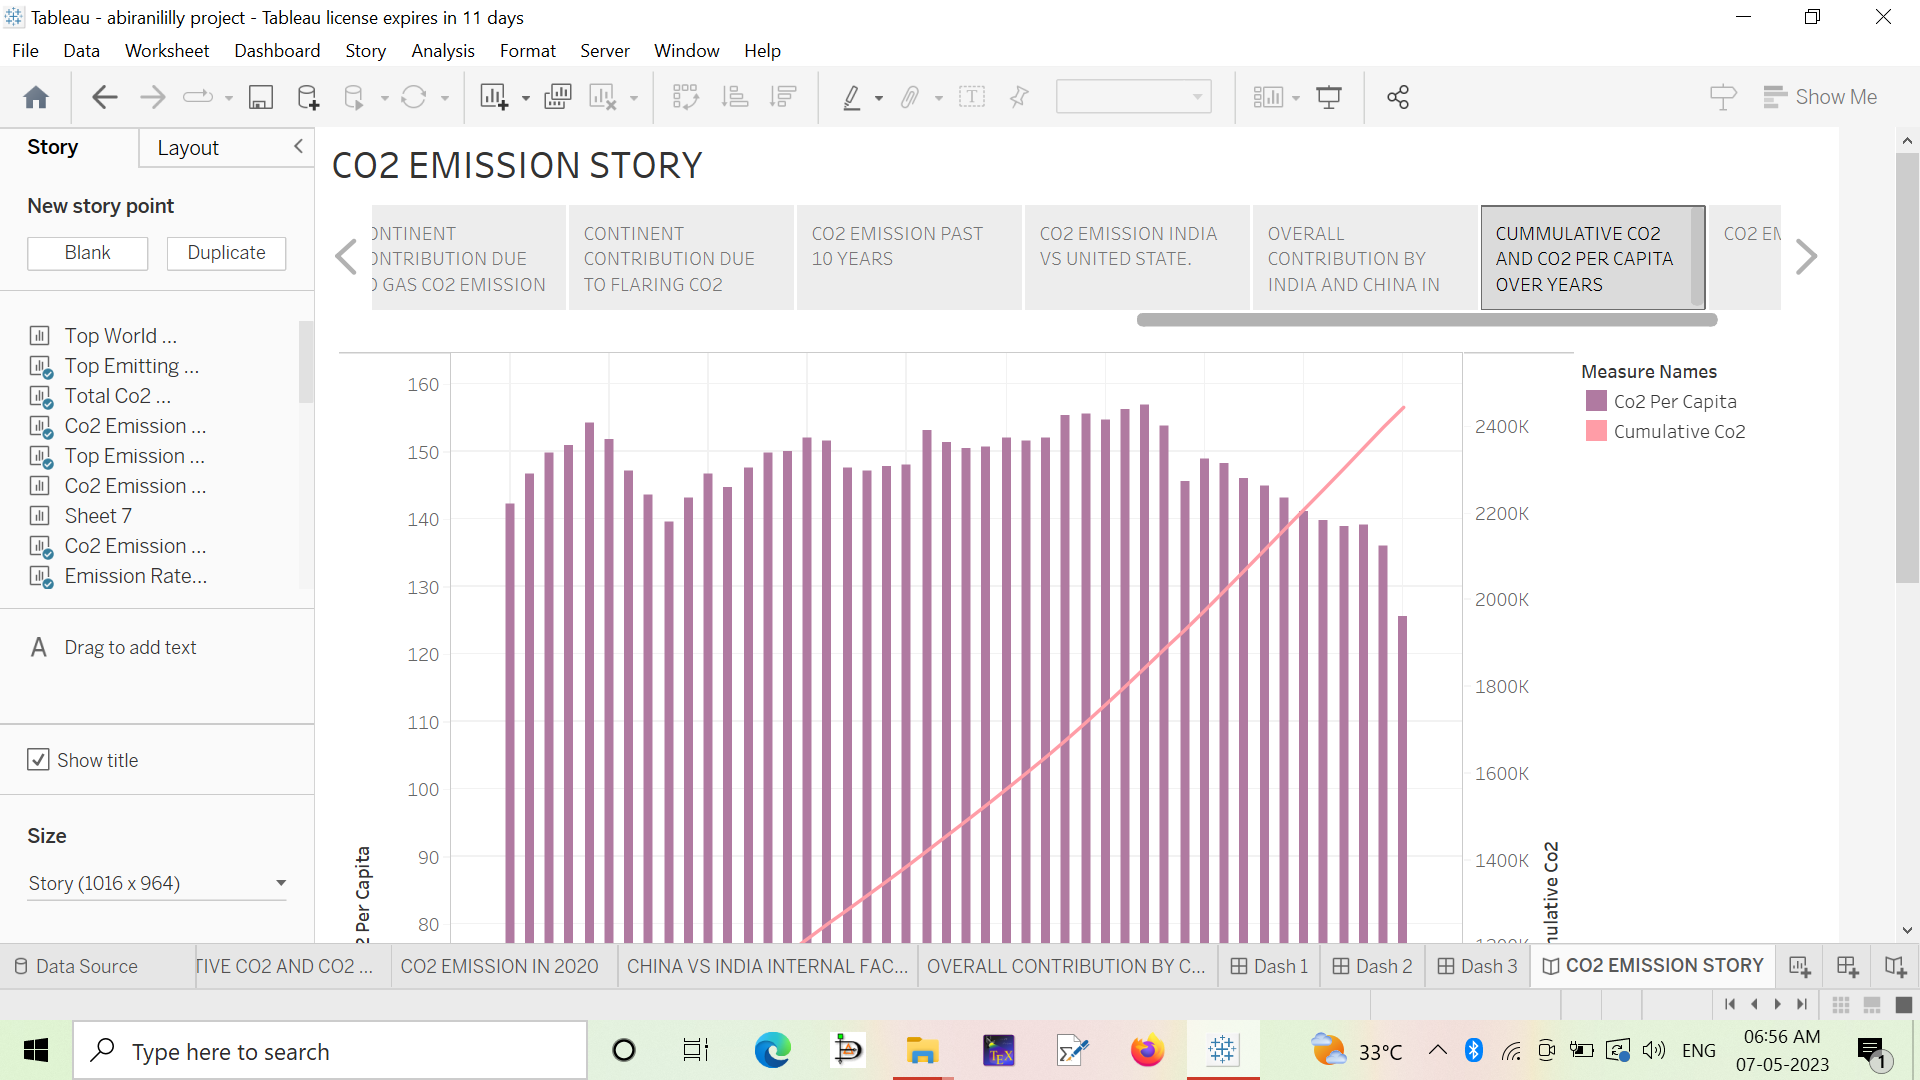 Tableau - abiranililly project - Tableau license expires in 11 days
File Data Worksheet Dashboard Story Analysis Format Server Window Help
Show Me
Story Layout
New story point
Blank Duplicate
Top World ...
Top Emitting ...
Total Co2 ...
Co2 Emission ...
Top Emission ...
Co2 Emission ...
Sheet 7
Co2 Emission ...
Emission Rate...
A Drag to add text
Show title
Size
Story (1016 x 964)
CO2 EMISSION STORY
ONTINENT
ONTRIBUTION DUE
O GAS CO2 EMISSION
CONTINENT
CONTRIBUTION DUE
TO FLARING CO2
CO2 EMISSION PAST
10 YEARS
CO2 EMISSION INDIA
VS UNITED STATE.
OVERALL
CONTRIBUTION BY
INDIA AND CHINA IN
CUMMULATIVE CO2
AND CO2 PER CAPITA
OVER YEARS
CO2 EM
160
150
140
130
120
110
100
90
80
2 Per Capita
2400K
2200K
2000K
1800K
1600K
1400K
1200K
mulative Co2
Measure Names
Co2 Per Capita
Cumulative Co2
Data Source
TIVE CO2 AND CO2 ...
CO2 EMISSION IN 2020
CHINA VS INDIA INTERNAL FAC...
OVERALL CONTRIBUTION BY C...
Dash 1
Dash 2
Dash 3
CO2 EMISSION STORY
Type here to search
TEX
33°C
ENG
06:56 AM
07-05-2023
1